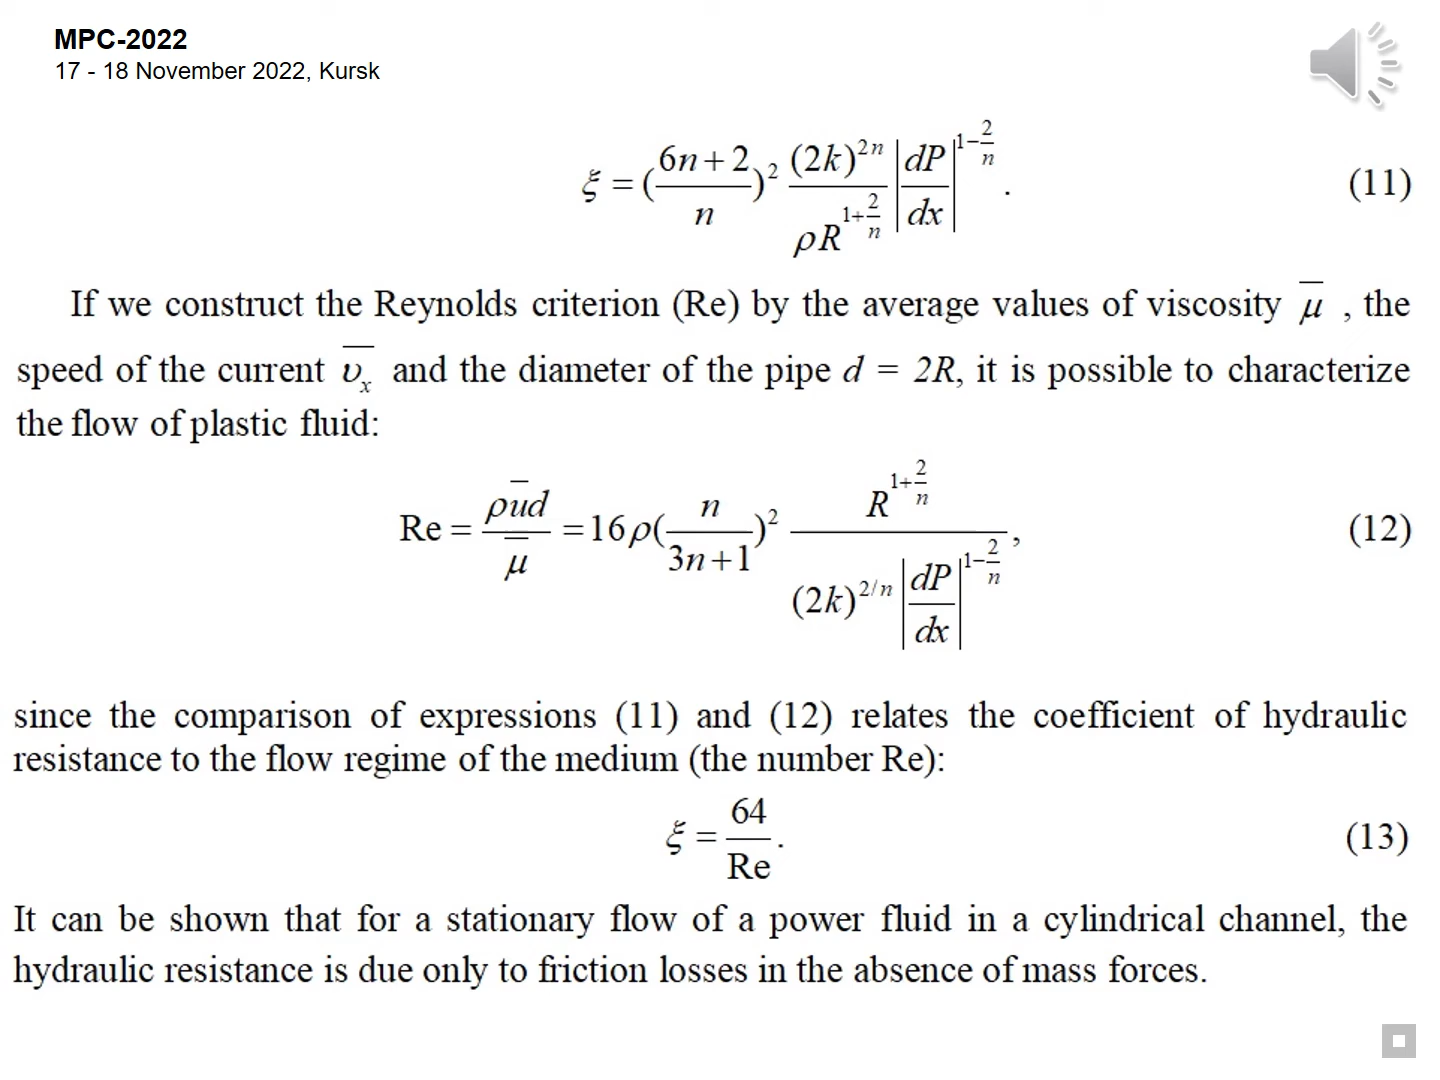 MPC-2022
17 - 18 November 2022, Kursk
ξ = (6n+2/n)² (2k)²ⁿ/ρR^(1+2/n) |dP/dx|^(1−2/n) . (11)
If we construct the Reynolds criterion (Re) by the average values of viscosity μ̅ , the
speed of the current υ̅ₓ and the diameter of the pipe d = 2R, it is possible to characterize
the flow of plastic fluid:
Re = ρu̅d/μ̅ = 16ρ(n/3n+1)² R^(1+2/n)/(2k)^(2/n) |dP/dx|^(1−2/n) , (12)
since the comparison of expressions (11) and (12) relates the coefficient of hydraulic
resistance to the flow regime of the medium (the number Re):
ξ = 64/Re . (13)
It can be shown that for a stationary flow of a power fluid in a cylindrical channel, the
hydraulic resistance is due only to friction losses in the absence of mass forces.